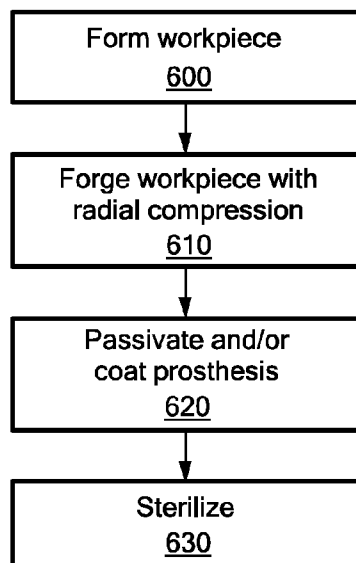 Form workpiece
600
Forge workpiece with
radial compression
610
Passivate and/or
coat prosthesis
620
Sterilize
630